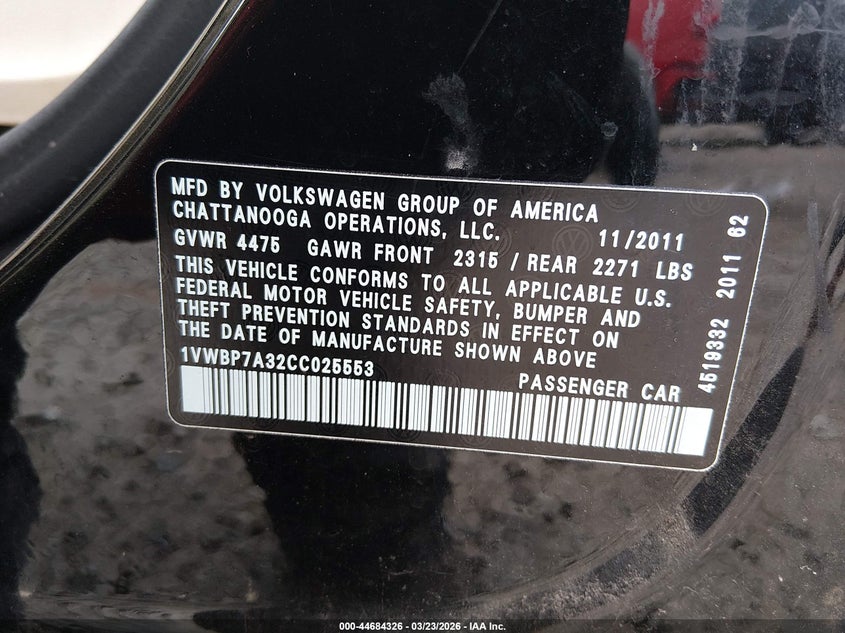 MFD BY VOLKSWAGEN GROUP OF AMERICA
CHATTANOOGA OPERATIONS, LLC. 11/2011
GVWR 4475 GAWR FRONT 2315 / REAR 2271 LBS
THIS VEHICLE CONFORMS TO ALL APPLICABLE U.S.
FEDERAL MOTOR VEHICLE SAFETY, BUMPER AND
THEFT PREVENTION STANDARDS IN EFFECT ON
THE DATE OF MANUFACTURE SHOWN ABOVE
1VWBP7A32CC025553
PASSENGER CAR
4519332 2011 62
000-44684326 - 03/23/2026 - IAA Inc.